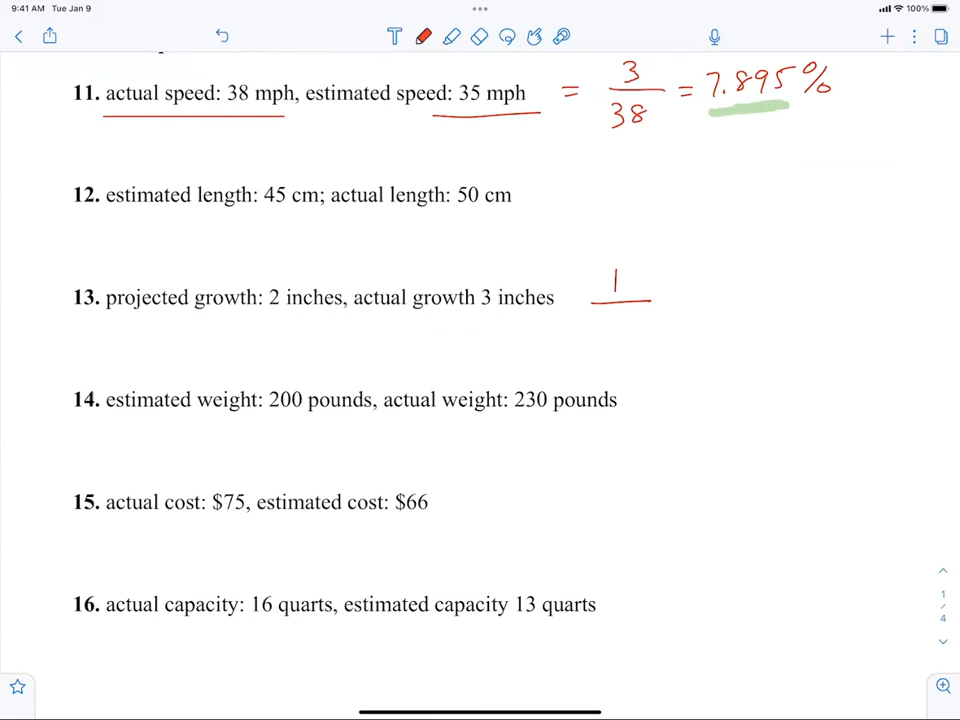 9:41 AM Tue Jan 9 100%
T
11. actual speed: 38 mph, estimated speed: 35 mph = 3/38 = 7.895%
12. estimated length: 45 cm; actual length: 50 cm
1
13. projected growth: 2 inches, actual growth 3 inches
14. estimated weight: 200 pounds, actual weight: 230 pounds
15. actual cost: $75, estimated cost: $66
16. actual capacity: 16 quarts, estimated capacity 13 quarts
1
/
4